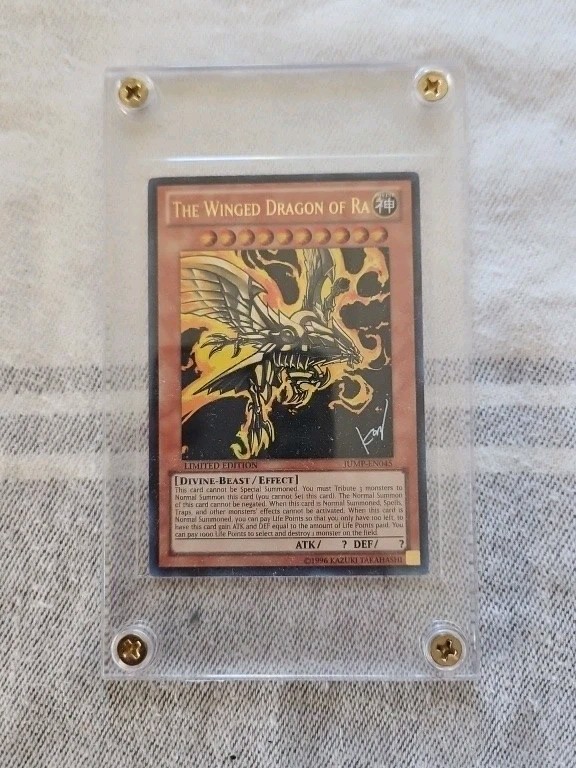 THE WINGED DRAGON OF RA 神
LIMITED EDITION JUMP-EN045
[DIVINE-BEAST / EFFECT]
This card cannot be Special Summoned. You must Tribute 3 monsters to
Normal Summon this card (you cannot Set this card). The Normal Summon
of this card cannot be negated. When this card is Normal Summoned, Spells,
Traps, and other monsters' effects cannot be activated. When this card is
Normal Summoned, you can pay Life Points so that you only have 100 left, to
have this card gain ATK and DEF equal to the amount of Life Points paid. You
can pay 1000 Life Points to select and destroy 1 monster on the field.
ATK/ ? DEF/ ?
©1996 KAZUKI TAKAHASHI